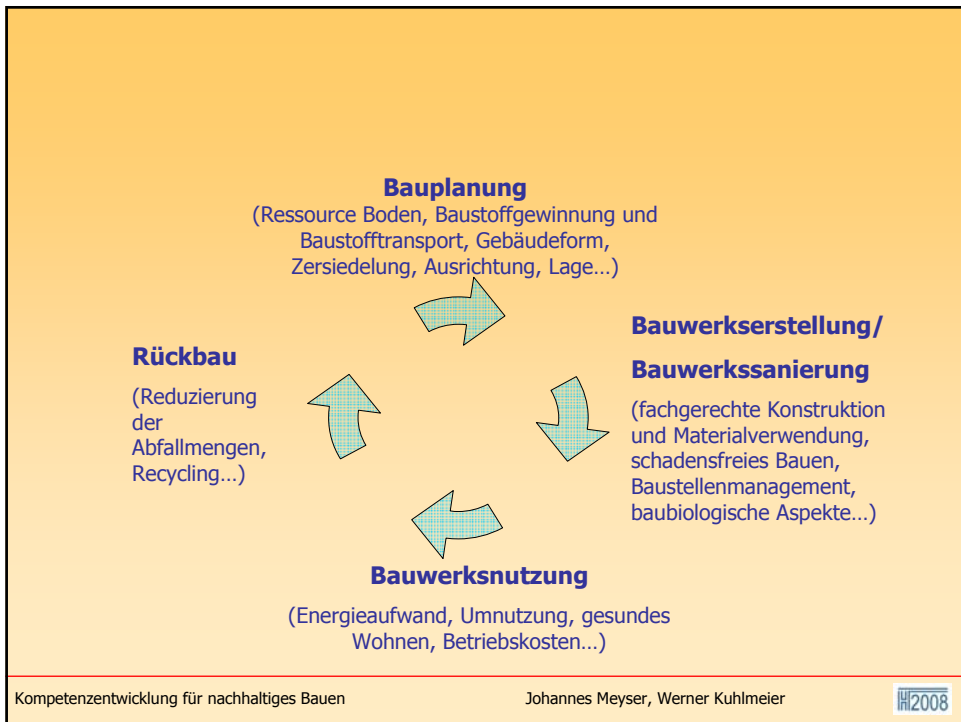 Bauplanung
(Ressource Boden, Baustoffgewinnung und
Baustofftransport, Gebäudeform,
Zersiedelung, Ausrichtung, Lage…)
Bauwerkserstellung/
Bauwerkssanierung
(fachgerechte Konstruktion
und Materialverwendung,
schadensfreies Bauen,
Baustellenmanagement,
baubiologische Aspekte…)
Bauwerksnutzung
(Energieaufwand, Umnutzung, gesundes
Wohnen, Betriebskosten…)
Rückbau
(Reduzierung
der
Abfallmengen,
Recycling…)
Kompetenzentwicklung für nachhaltiges Bauen
Johannes Meyser, Werner Kuhlmeier
2008